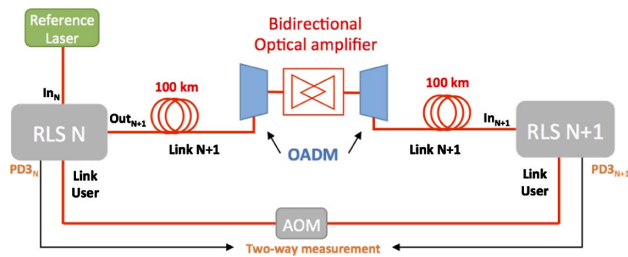 Reference
Laser
Bidirectional
Optical amplifier
100 km
100 km
In_N
Out_N+1
In_N+1
RLS N
RLS N+1
Link N+1
OADM
Link N+1
PD3_N
Link
User
Link
User
PD3_N+1
AOM
Two-way measurement